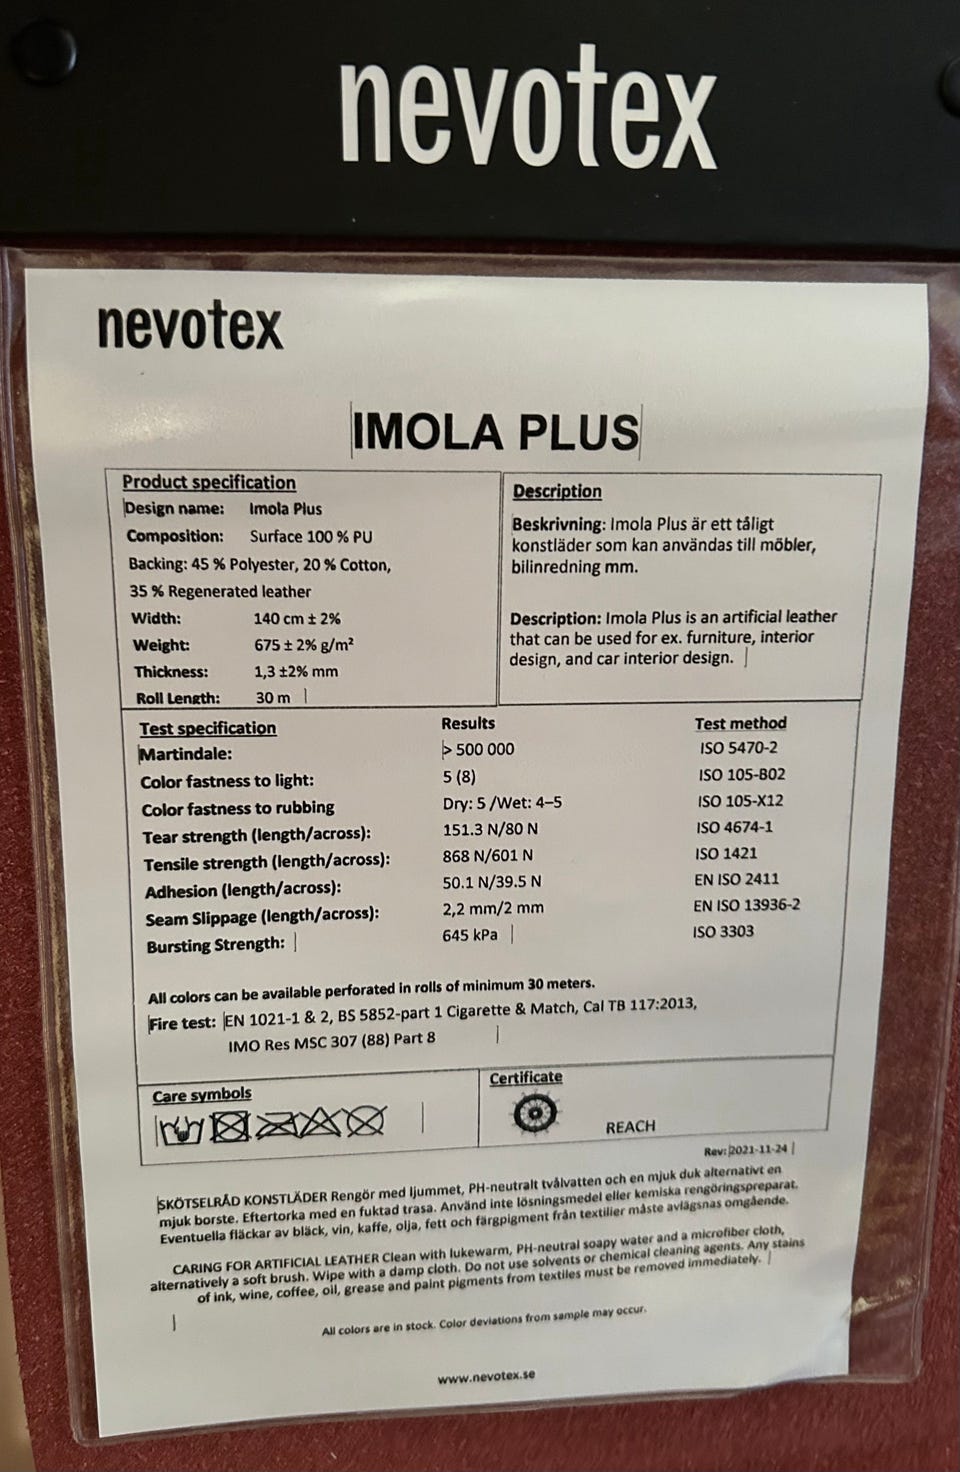 nevotex
nevotex
IMOLA PLUS
Product specification
Design name: Imola Plus
Composition: Surface 100 % PU
Backing: 45 % Polyester, 20 % Cotton,
35 % Regenerated leather
Width: 140 cm ± 2%
Weight: 675 ± 2% g/m²
Thickness: 1,3 ±2% mm
Roll Length: 30 m
Description
Beskrivning: Imola Plus är ett tåligt
konstläder som kan användas till möbler,
bilinredning mm.
Description: Imola Plus is an artificial leather
that can be used for ex. furniture, interior
design, and car interior design.
Test specification Results Test method
Martindale: > 500 000 ISO 5470-2
Color fastness to light: 5 (8) ISO 105-B02
Color fastness to rubbing Dry: 5 /Wet: 4–5 ISO 105-X12
Tear strength (length/across): 151.3 N/80 N ISO 4674-1
Tensile strength (length/across): 868 N/601 N ISO 1421
Adhesion (length/across): 50.1 N/39.5 N EN ISO 2411
Seam Slippage (length/across): 2,2 mm/2 mm EN ISO 13936-2
Bursting Strength: 645 kPa ISO 3303
All colors can be available perforated in rolls of minimum 30 meters.
Fire test: EN 1021-1 & 2, BS 5852-part 1 Cigarette & Match, Cal TB 117:2013,
IMO Res MSC 307 (88) Part 8
Care symbols
Certificate
REACH
Rev: 2021-11-24
SKÖTSELRÅD KONSTLÄDER Rengör med ljummet, PH-neutralt tvålvatten och en mjuk duk alternativt en
mjuk borste. Eftertorka med en fuktad trasa. Använd inte lösningsmedel eller kemiska rengöringspreparat.
Eventuella fläckar av bläck, vin, kaffe, olja, fett och färgpigment från textilier måste avlägsnas omgående.
CARING FOR ARTIFICIAL LEATHER Clean with lukewarm, PH-neutral soapy water and a microfiber cloth,
alternatively a soft brush. Wipe with a damp cloth. Do not use solvents or chemical cleaning agents. Any stains
of ink, wine, coffee, oil, grease and paint pigments from textiles must be removed immediately.
All colors are in stock. Color deviations from sample may occur.
www.nevotex.se